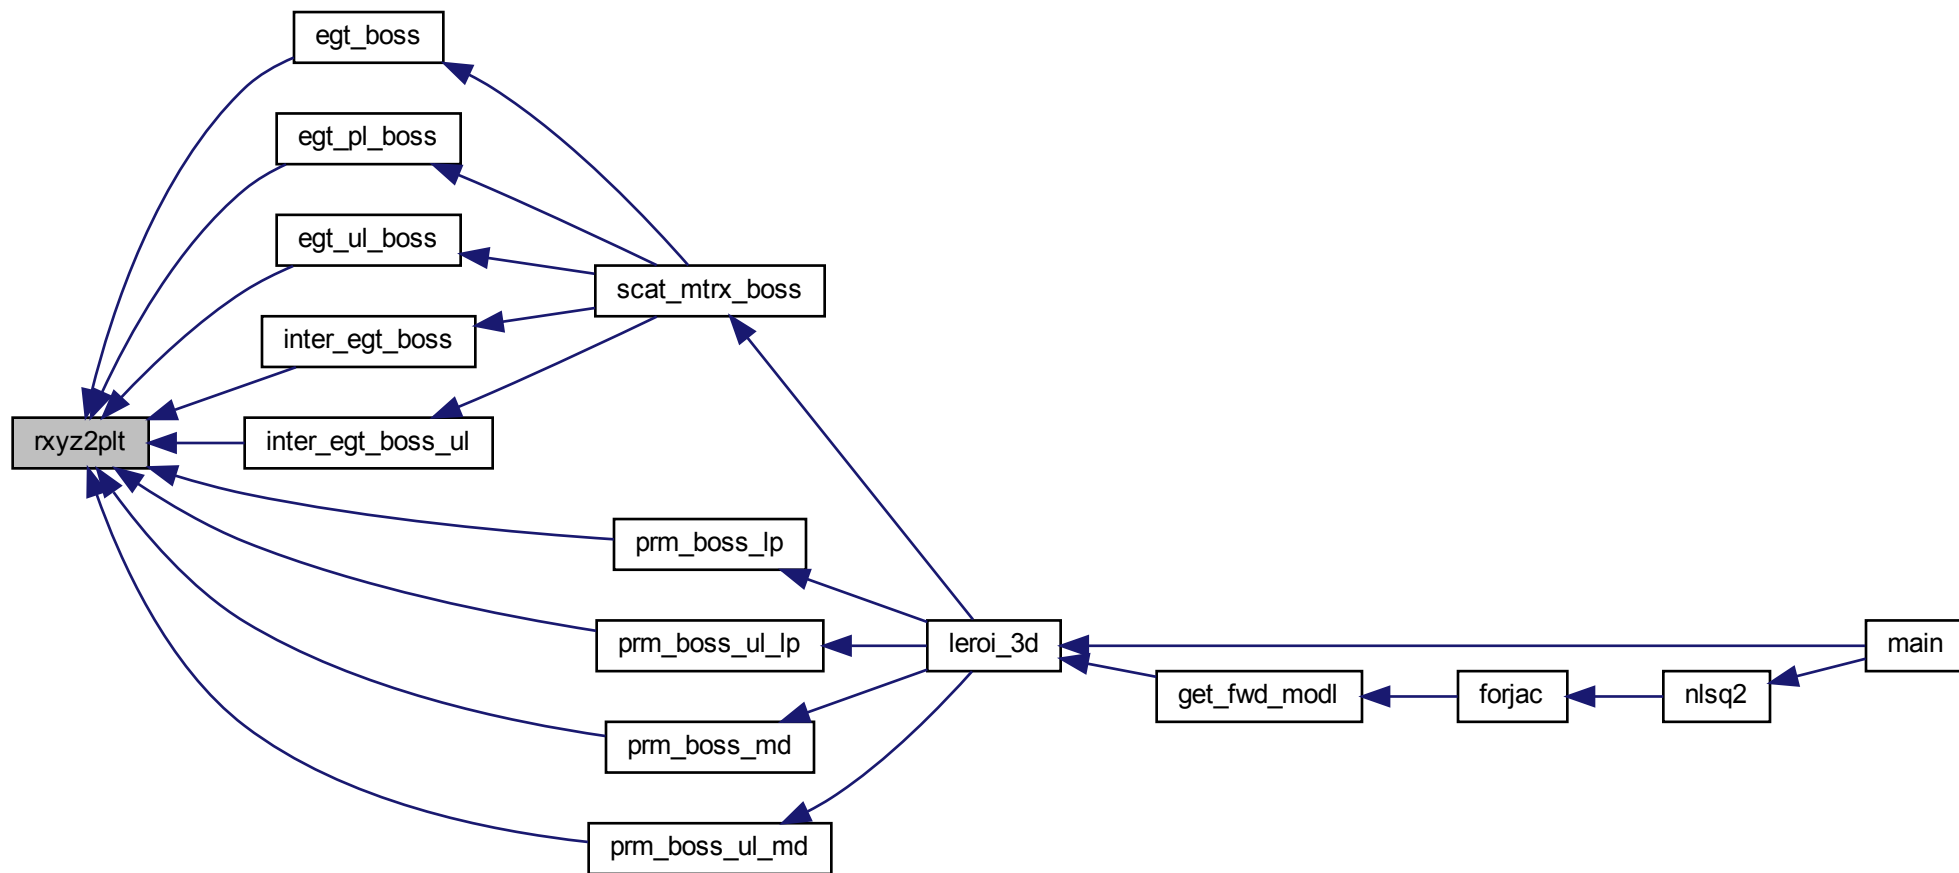 egt_boss
egt_pl_boss
egt_ul_boss
scat_mtrx_boss
inter_egt_boss
rxyz2plt
inter_egt_boss_ul
prm_boss_lp
prm_boss_ul_lp
leroi_3d
main
get_fwd_modl
forjac
nlsq2
prm_boss_md
prm_boss_ul_md